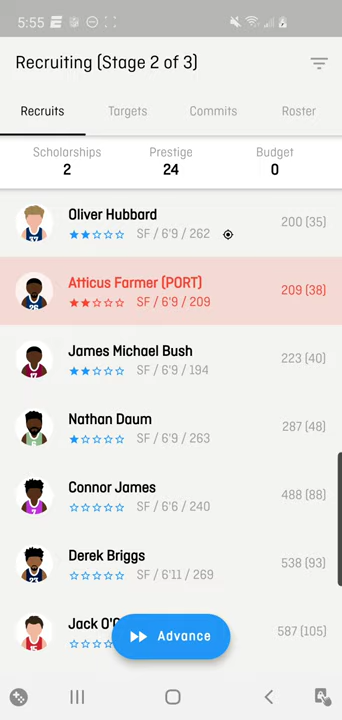 5:55
Recruiting (Stage 2 of 3)
Recruits Targets Commits Roster
Scholarships Prestige Budget
2 24 0
Oliver Hubbard
SF / 6'9 / 262
200 (35)
Atticus Farmer (PORT)
SF / 6'9 / 209
209 (38)
James Michael Bush
SF / 6'9 / 194
223 (40)
Nathan Daum
SF / 6'9 / 263
287 (48)
Connor James
SF / 6'6 / 240
488 (88)
Derek Briggs
SF / 6'11 / 269
538 (93)
Jack
587 (105)
Advance